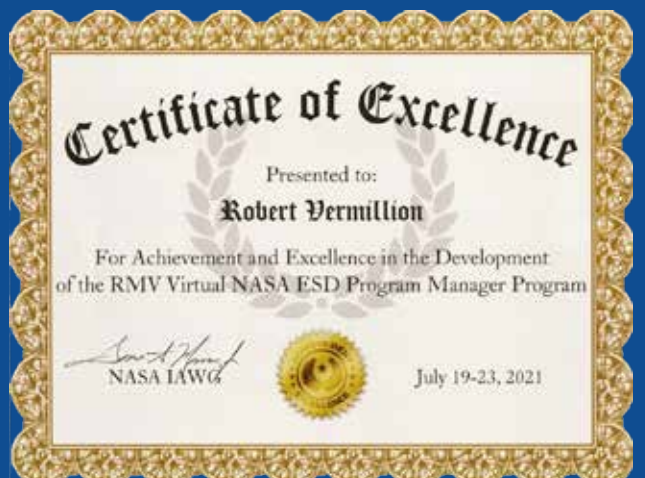 Certificate of Excellence
Presented to:
Robert Vermillion
For Achievement and Excellence in the Development
of the RMV Virtual NASA ESD Program Manager Program
NASA IAWG
July 19-23, 2021